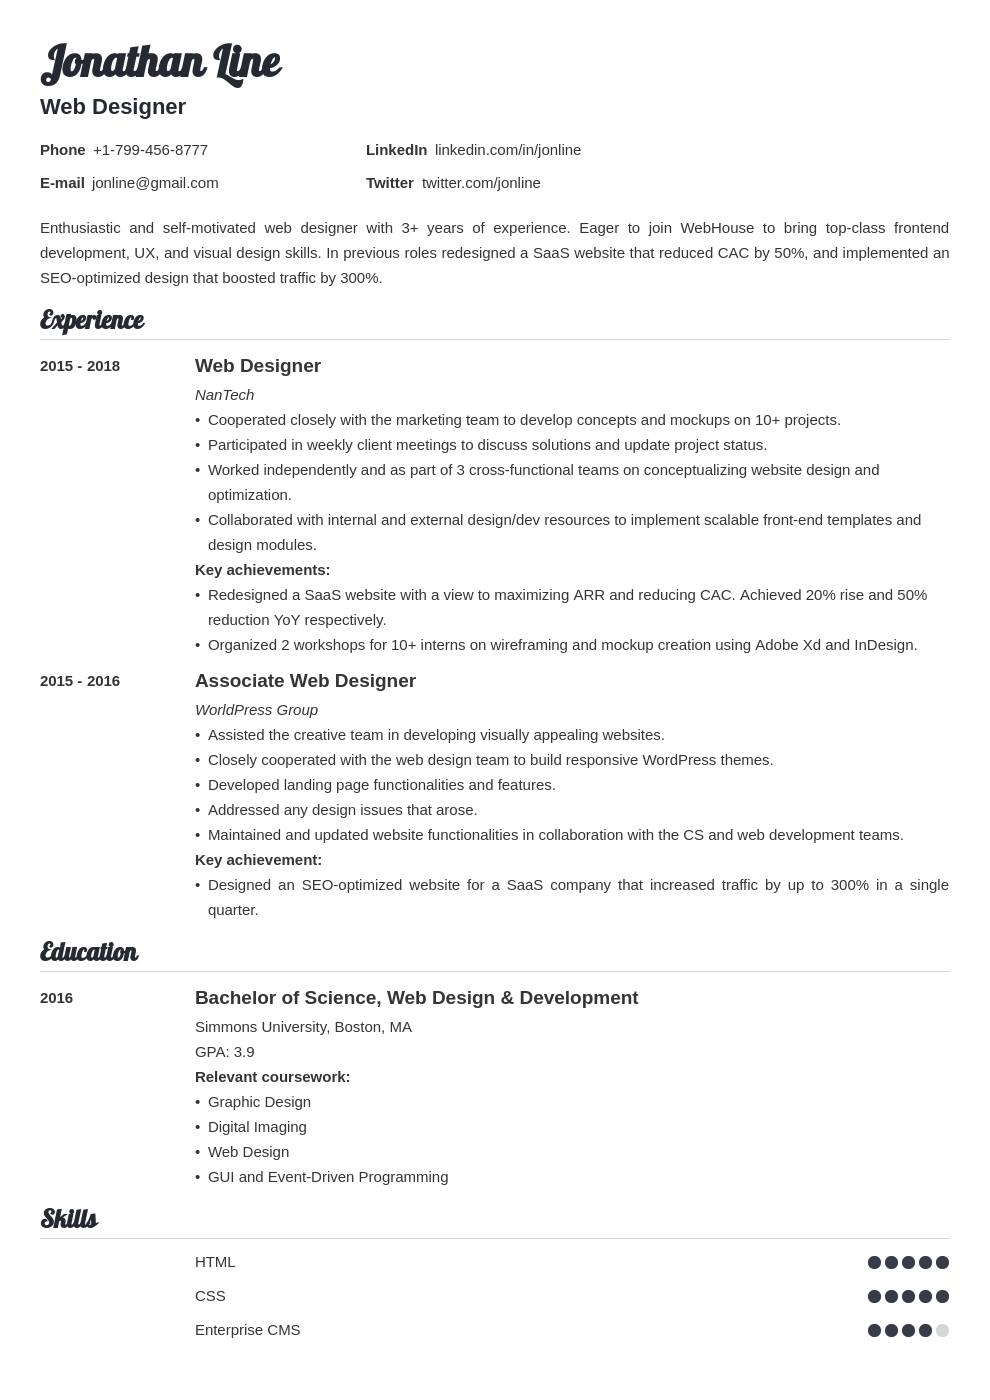 Jonathan Line
Web Designer
Phone +1-799-456-8777 LinkedIn linkedin.com/in/jonline
E-mail jonline@gmail.com Twitter twitter.com/jonline
Enthusiastic and self-motivated web designer with 3+ years of experience. Eager to join WebHouse to bring top-class frontend
development, UX, and visual design skills. In previous roles redesigned a SaaS website that reduced CAC by 50%, and implemented an
SEO-optimized design that boosted traffic by 300%.
Experience
2015 - 2018 Web Designer
NanTech
• Cooperated closely with the marketing team to develop concepts and mockups on 10+ projects.
• Participated in weekly client meetings to discuss solutions and update project status.
• Worked independently and as part of 3 cross-functional teams on conceptualizing website design and
optimization.
• Collaborated with internal and external design/dev resources to implement scalable front-end templates and
design modules.
Key achievements:
• Redesigned a SaaS website with a view to maximizing ARR and reducing CAC. Achieved 20% rise and 50%
reduction YoY respectively.
• Organized 2 workshops for 10+ interns on wireframing and mockup creation using Adobe Xd and InDesign.
2015 - 2016 Associate Web Designer
WorldPress Group
• Assisted the creative team in developing visually appealing websites.
• Closely cooperated with the web design team to build responsive WordPress themes.
• Developed landing page functionalities and features.
• Addressed any design issues that arose.
• Maintained and updated website functionalities in collaboration with the CS and web development teams.
Key achievement:
• Designed an SEO-optimized website for a SaaS company that increased traffic by up to 300% in a single
quarter.
Education
2016 Bachelor of Science, Web Design & Development
Simmons University, Boston, MA
GPA: 3.9
Relevant coursework:
• Graphic Design
• Digital Imaging
• Web Design
• GUI and Event-Driven Programming
Skills
HTML
CSS
Enterprise CMS